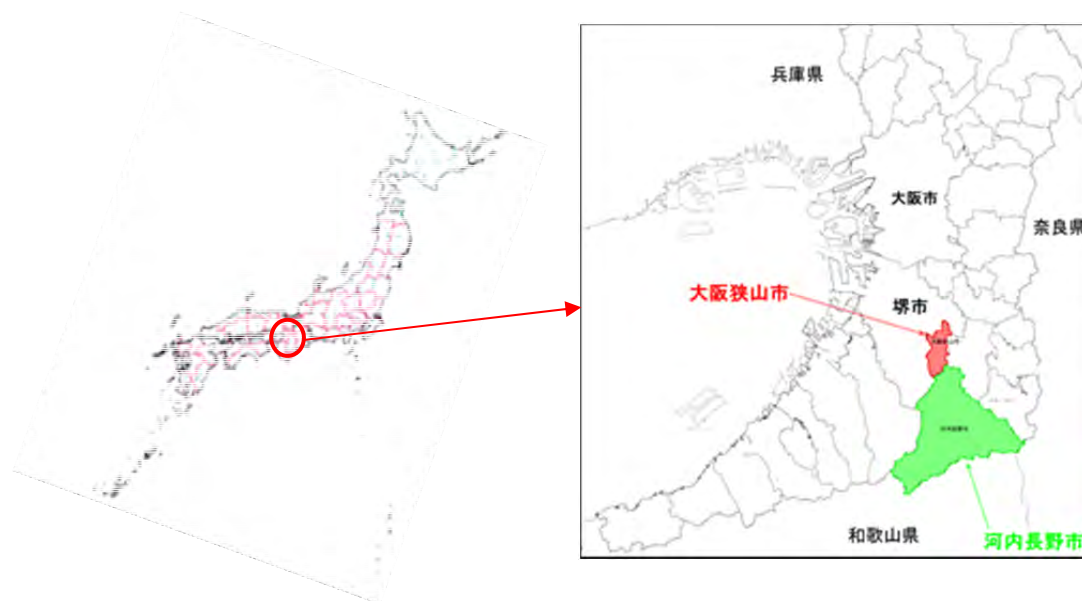 兵庫県
大阪市
奈良県
大阪狭山市
堺市
和歌山県
河内長野市